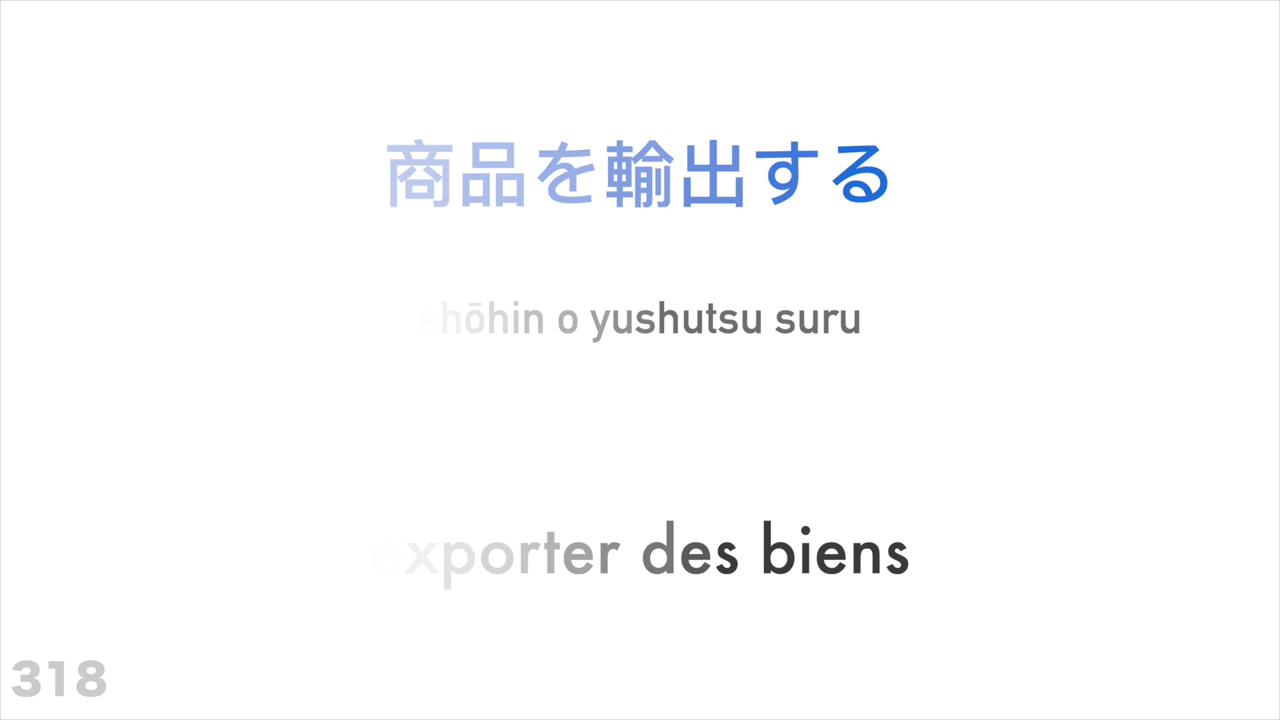 商品を輸出する
shōhin o yushutsu suru
exporter des biens
318